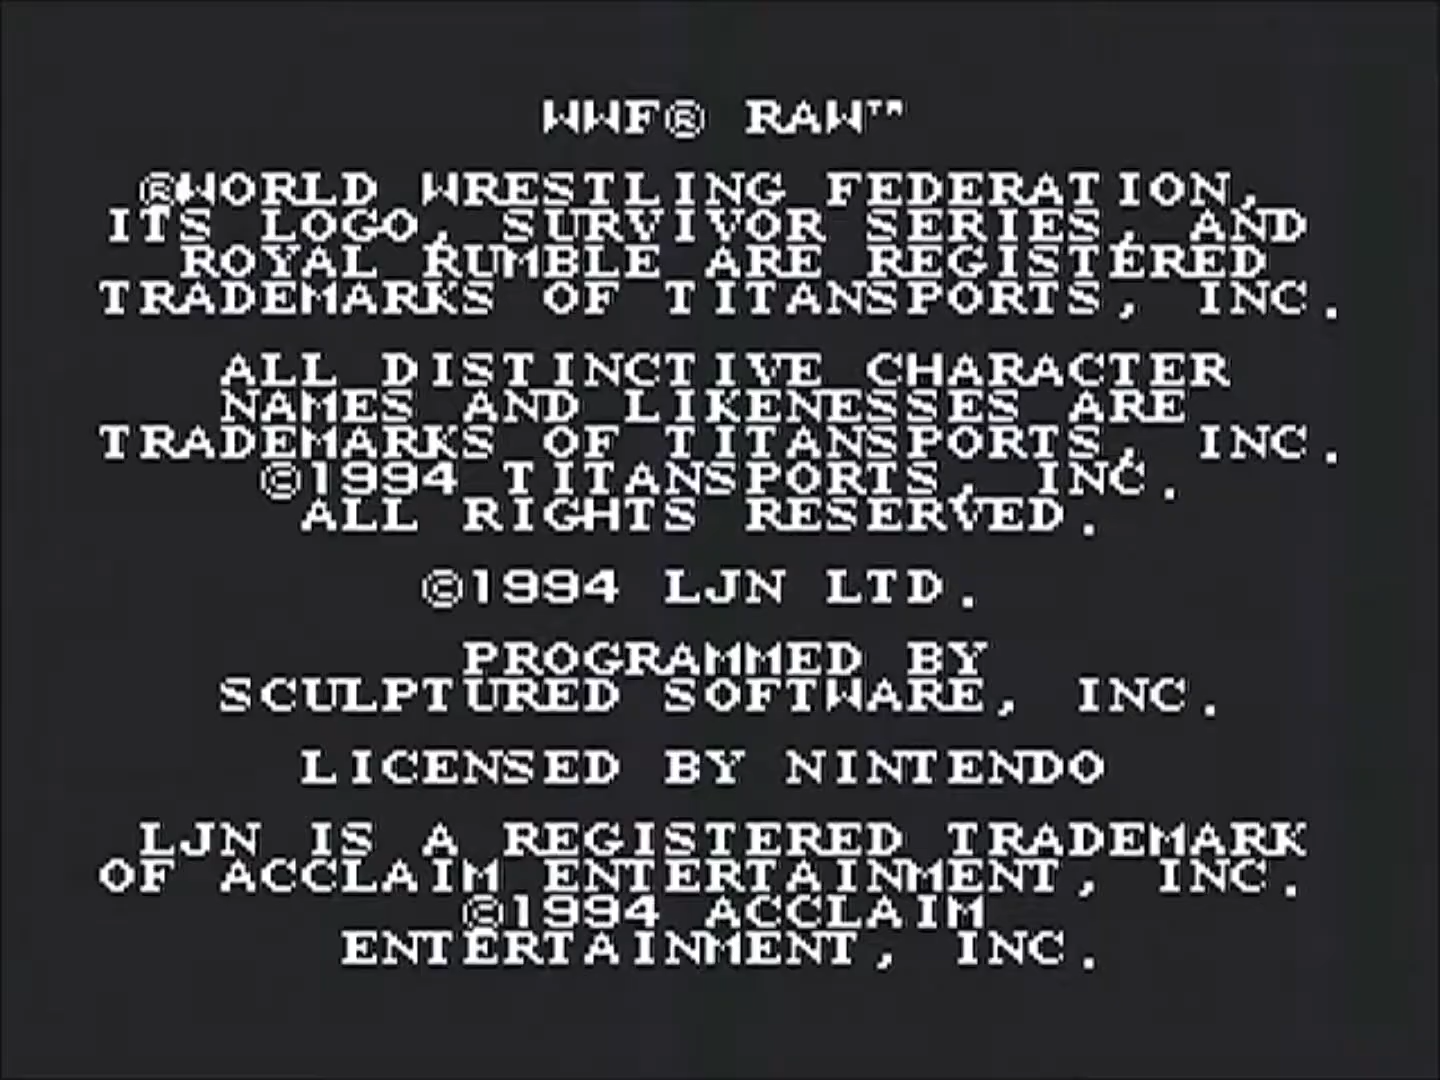 WWF® RAW™
®WORLD WRESTLING FEDERATION,
ITS LOGO, SURVIVOR SERIES, AND
ROYAL RUMBLE ARE REGISTERED
TRADEMARKS OF TITANSPORTS, INC.
ALL DISTINCTIVE CHARACTER
NAMES AND LIKENESSES ARE
TRADEMARKS OF TITANSPORTS, INC.
©1994 TITANSPORTS, INC.
ALL RIGHTS RESERVED.
©1994 LJN LTD.
PROGRAMMED BY
SCULPTURED SOFTWARE, INC.
LICENSED BY NINTENDO
LJN IS A REGISTERED TRADEMARK
OF ACCLAIM ENTERTAINMENT, INC.
©1994 ACCLAIM
ENTERTAINMENT, INC.